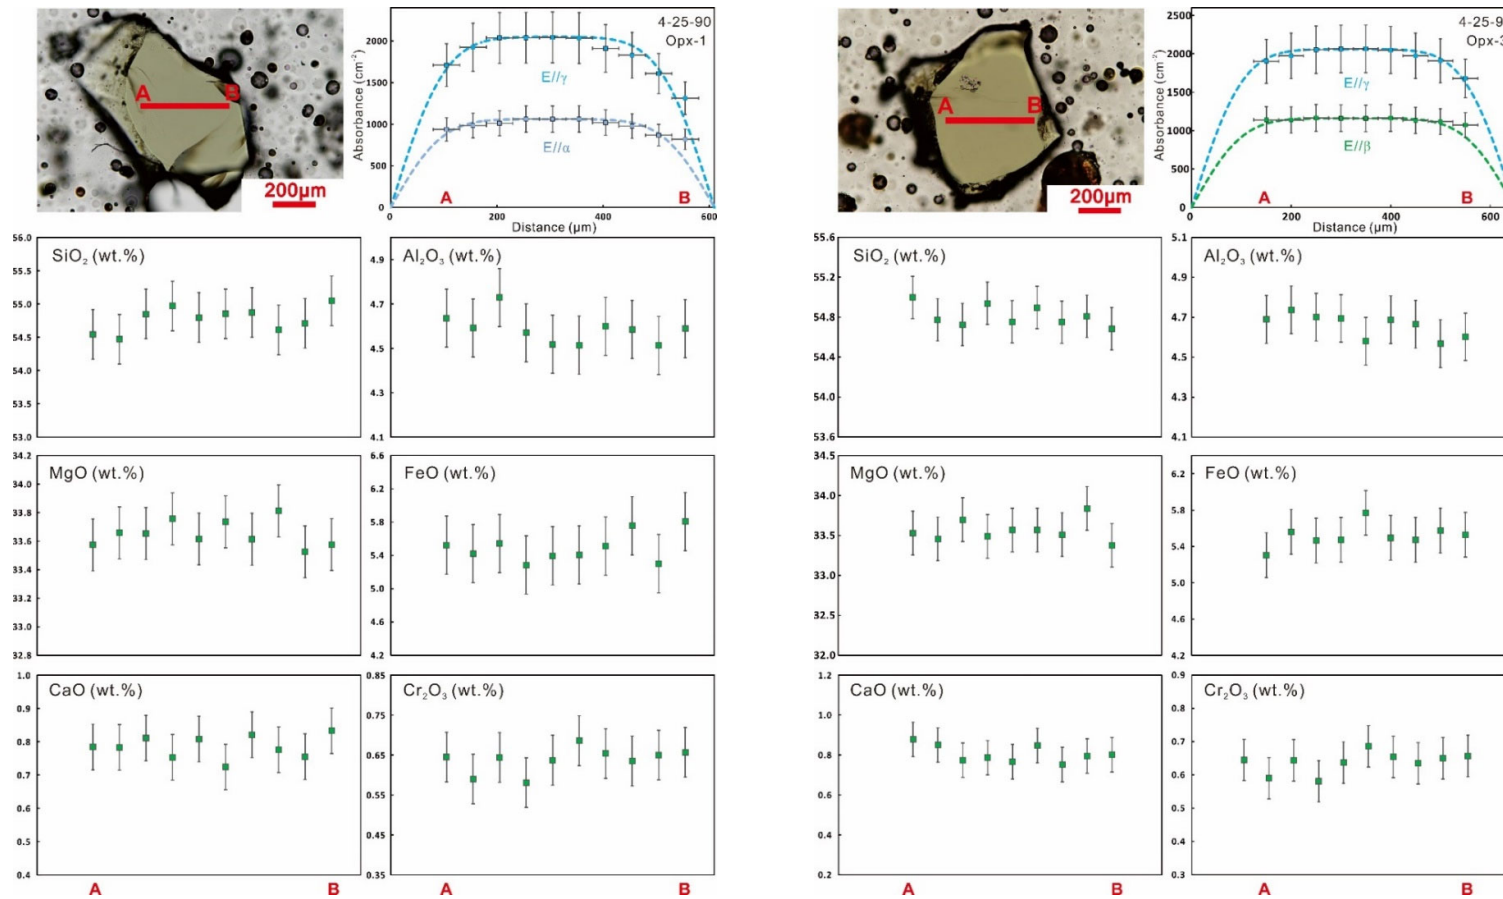 A B
200μm
4-25-90
Opx-1
Absorbance (cm⁻²)
2000
1500
1000
500
0
E//γ
E//α
A B
0 200 400 600
Distance (μm)
A B
200μm
4-25-9
Opx-3
Absorbance (cm⁻²)
2500
2000
1500
1000
500
0
E//γ
E//β
A B
0 200 400 600
Distance (μm)
SiO₂ (wt.%)
56.0
55.5
55.0
54.5
54.0
53.5
53.0
Al₂O₃ (wt.%)
4.9
4.7
4.5
4.3
4.1
SiO₂ (wt.%)
55.6
55.2
54.8
54.4
54.0
53.6
Al₂O₃ (wt.%)
5.1
4.9
4.7
4.5
4.3
4.1
MgO (wt.%)
34.2
34.0
33.8
33.6
33.4
33.2
33.0
32.8
FeO (wt.%)
6.6
6.2
5.8
5.4
5.0
4.6
4.2
MgO (wt.%)
34.5
34.0
33.5
33.0
32.5
32.0
FeO (wt.%)
6.2
5.8
5.4
5.0
4.6
4.2
CaO (wt.%)
1.0
0.9
0.8
0.7
0.6
0.5
0.4
A B
Cr₂O₃ (wt.%)
0.85
0.75
0.65
0.55
0.45
0.35
A B
CaO (wt.%)
1.2
1.0
0.8
0.6
0.4
0.2
A B
Cr₂O₃ (wt.%)
0.9
0.8
0.7
0.6
0.5
0.4
0.3
A B